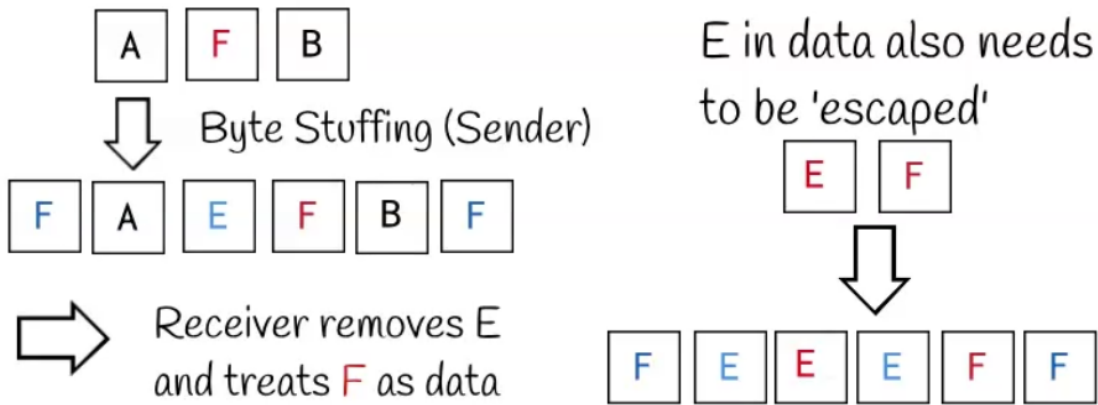 A F B
Byte Stuffing (Sender)
F A E F B F
Receiver removes E
and treats F as data
E in data also needs
to be 'escaped'
E F
F E E E F F